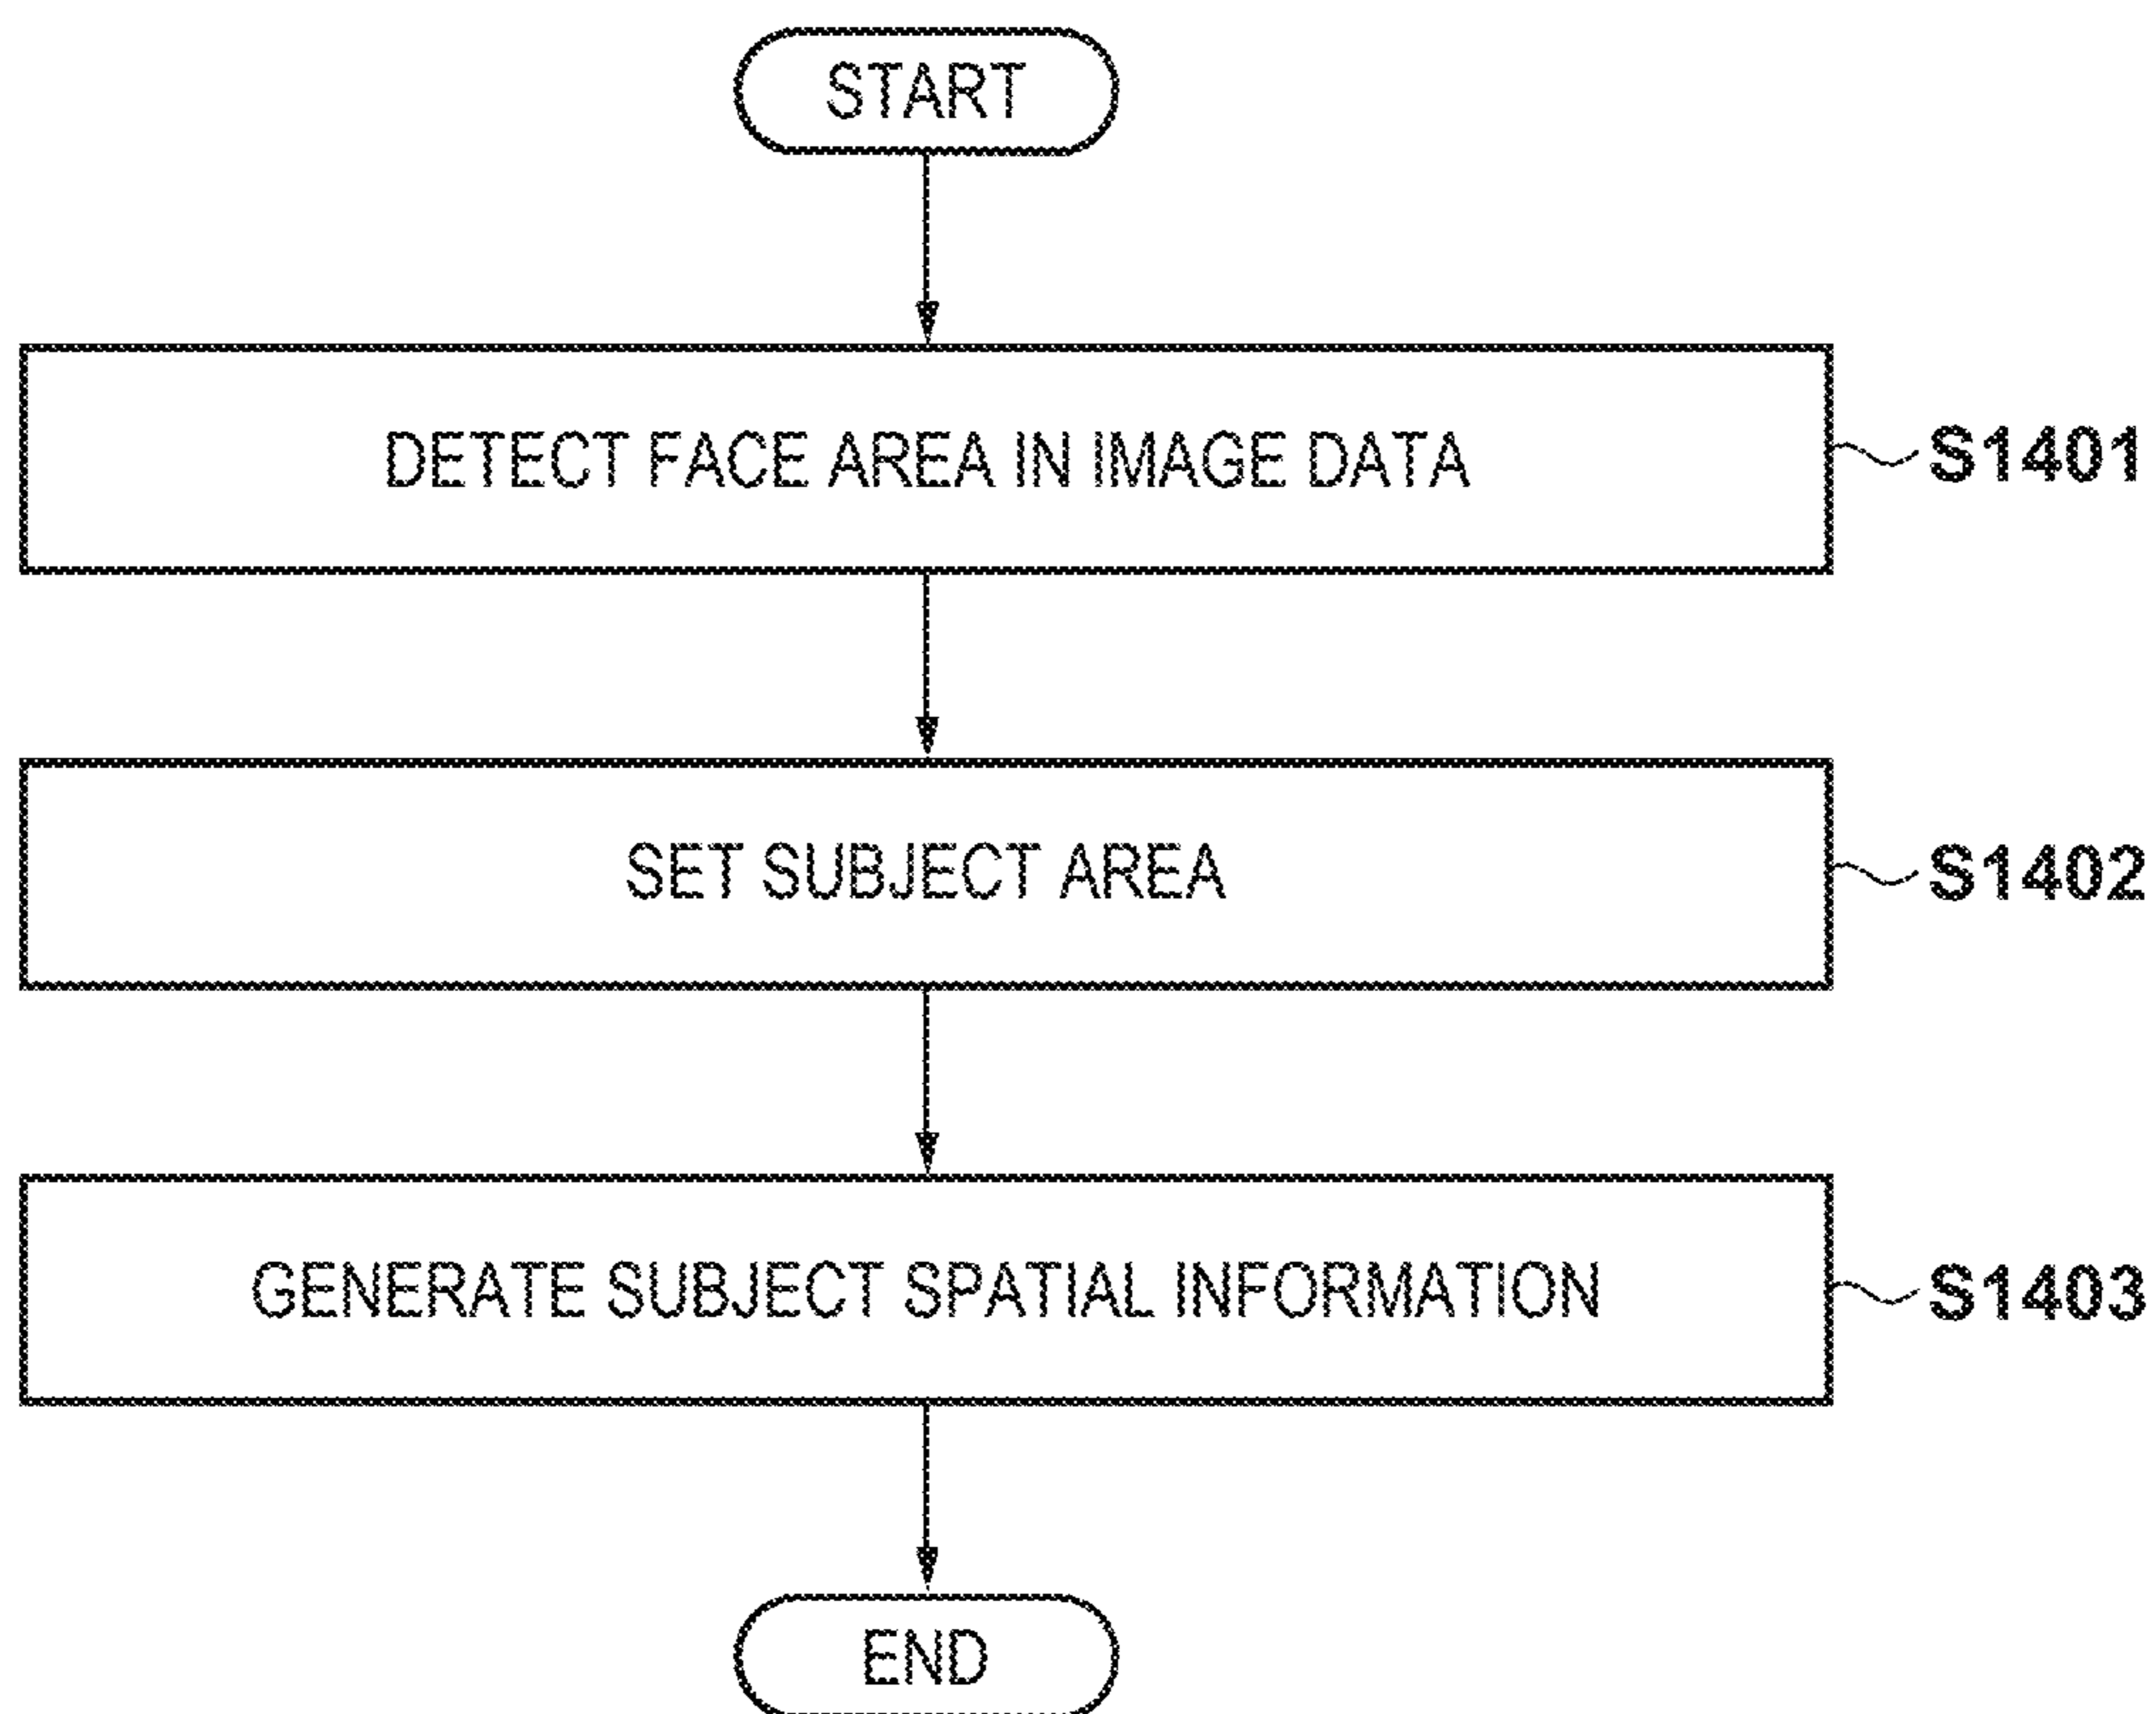 START
DETECT FACE AREA IN IMAGE DATA
S1401
SET SUBJECT AREA
S1402
GENERATE SUBJECT SPATIAL INFORMATION
S1403
END